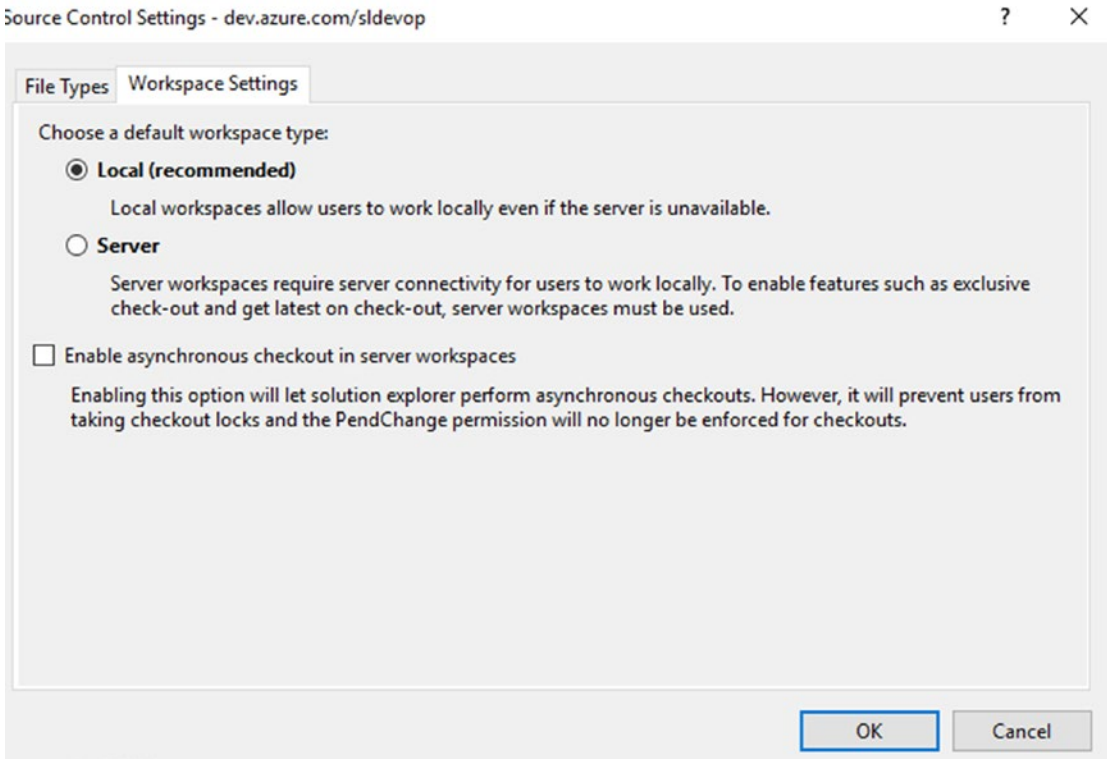 Source Control Settings - dev.azure.com/sldevop
?
File Types
Workspace Settings
Choose a default workspace type:
Local (recommended)
Local workspaces allow users to work locally even if the server is unavailable.
Server
Server workspaces require server connectivity for users to work locally. To enable features such as exclusive
check-out and get latest on check-out, server workspaces must be used.
Enable asynchronous checkout in server workspaces
Enabling this option will let solution explorer perform asynchronous checkouts. However, it will prevent users from
taking checkout locks and the PendChange permission will no longer be enforced for checkouts.
OK
Cancel